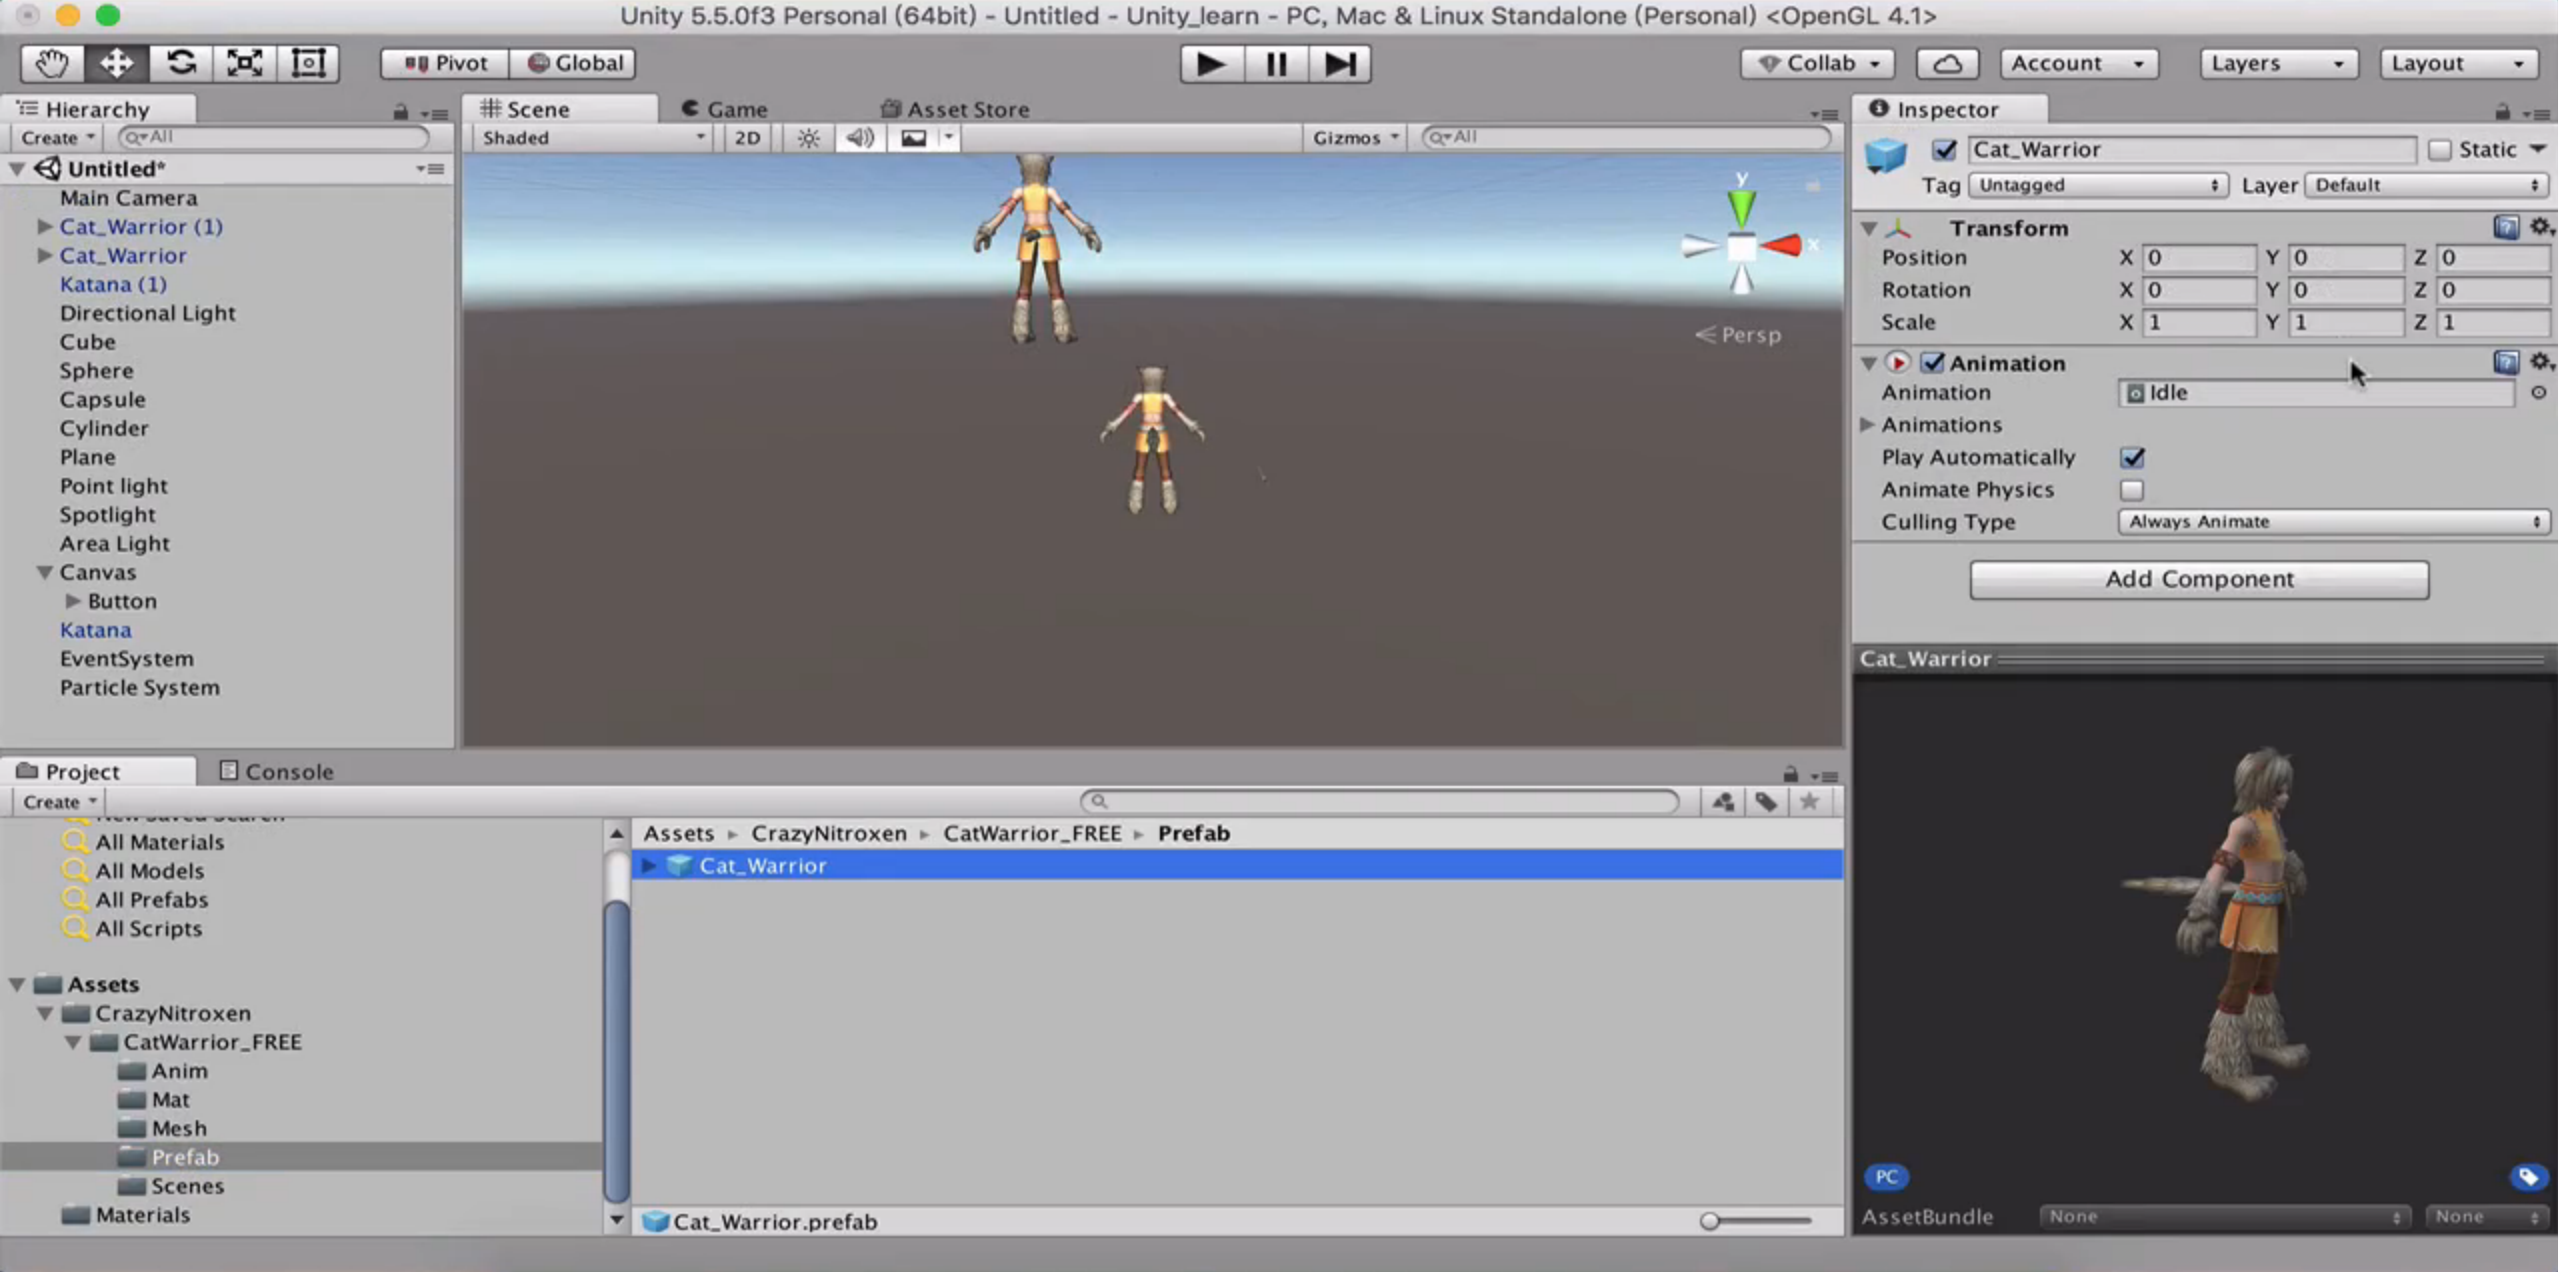 Unity 5.5.0f3 Personal (64bit) - Untitled - Unity_learn - PC, Mac & Linux Standalone (Personal) <OpenGL 4.1>
Pivot Global Collab Account Layers Layout
Hierarchy
Create All
Untitled*
Main Camera
Cat_Warrior (1)
Cat_Warrior
Katana (1)
Directional Light
Cube
Sphere
Capsule
Cylinder
Plane
Point light
Spotlight
Area Light
Canvas
Button
Katana
EventSystem
Particle System
Scene Game Asset Store
Shaded 2D Gizmos All
y
x
Persp
Inspector
Cat_Warrior Static
Tag Untagged Layer Default
Transform
Position X 0 Y 0 Z 0
Rotation X 0 Y 0 Z 0
Scale X 1 Y 1 Z 1
Animation
Animation Idle
Animations
Play Automatically
Animate Physics
Culling Type Always Animate
Add Component
Cat_Warrior
PC
AssetBundle None None
Project Console
Create
New Saved Search
All Materials
All Models
All Prefabs
All Scripts
Assets
CrazyNitroxen
CatWarrior_FREE
Anim
Mat
Mesh
Prefab
Scenes
Materials
Assets CrazyNitroxen CatWarrior_FREE Prefab
Cat_Warrior
Cat_Warrior.prefab